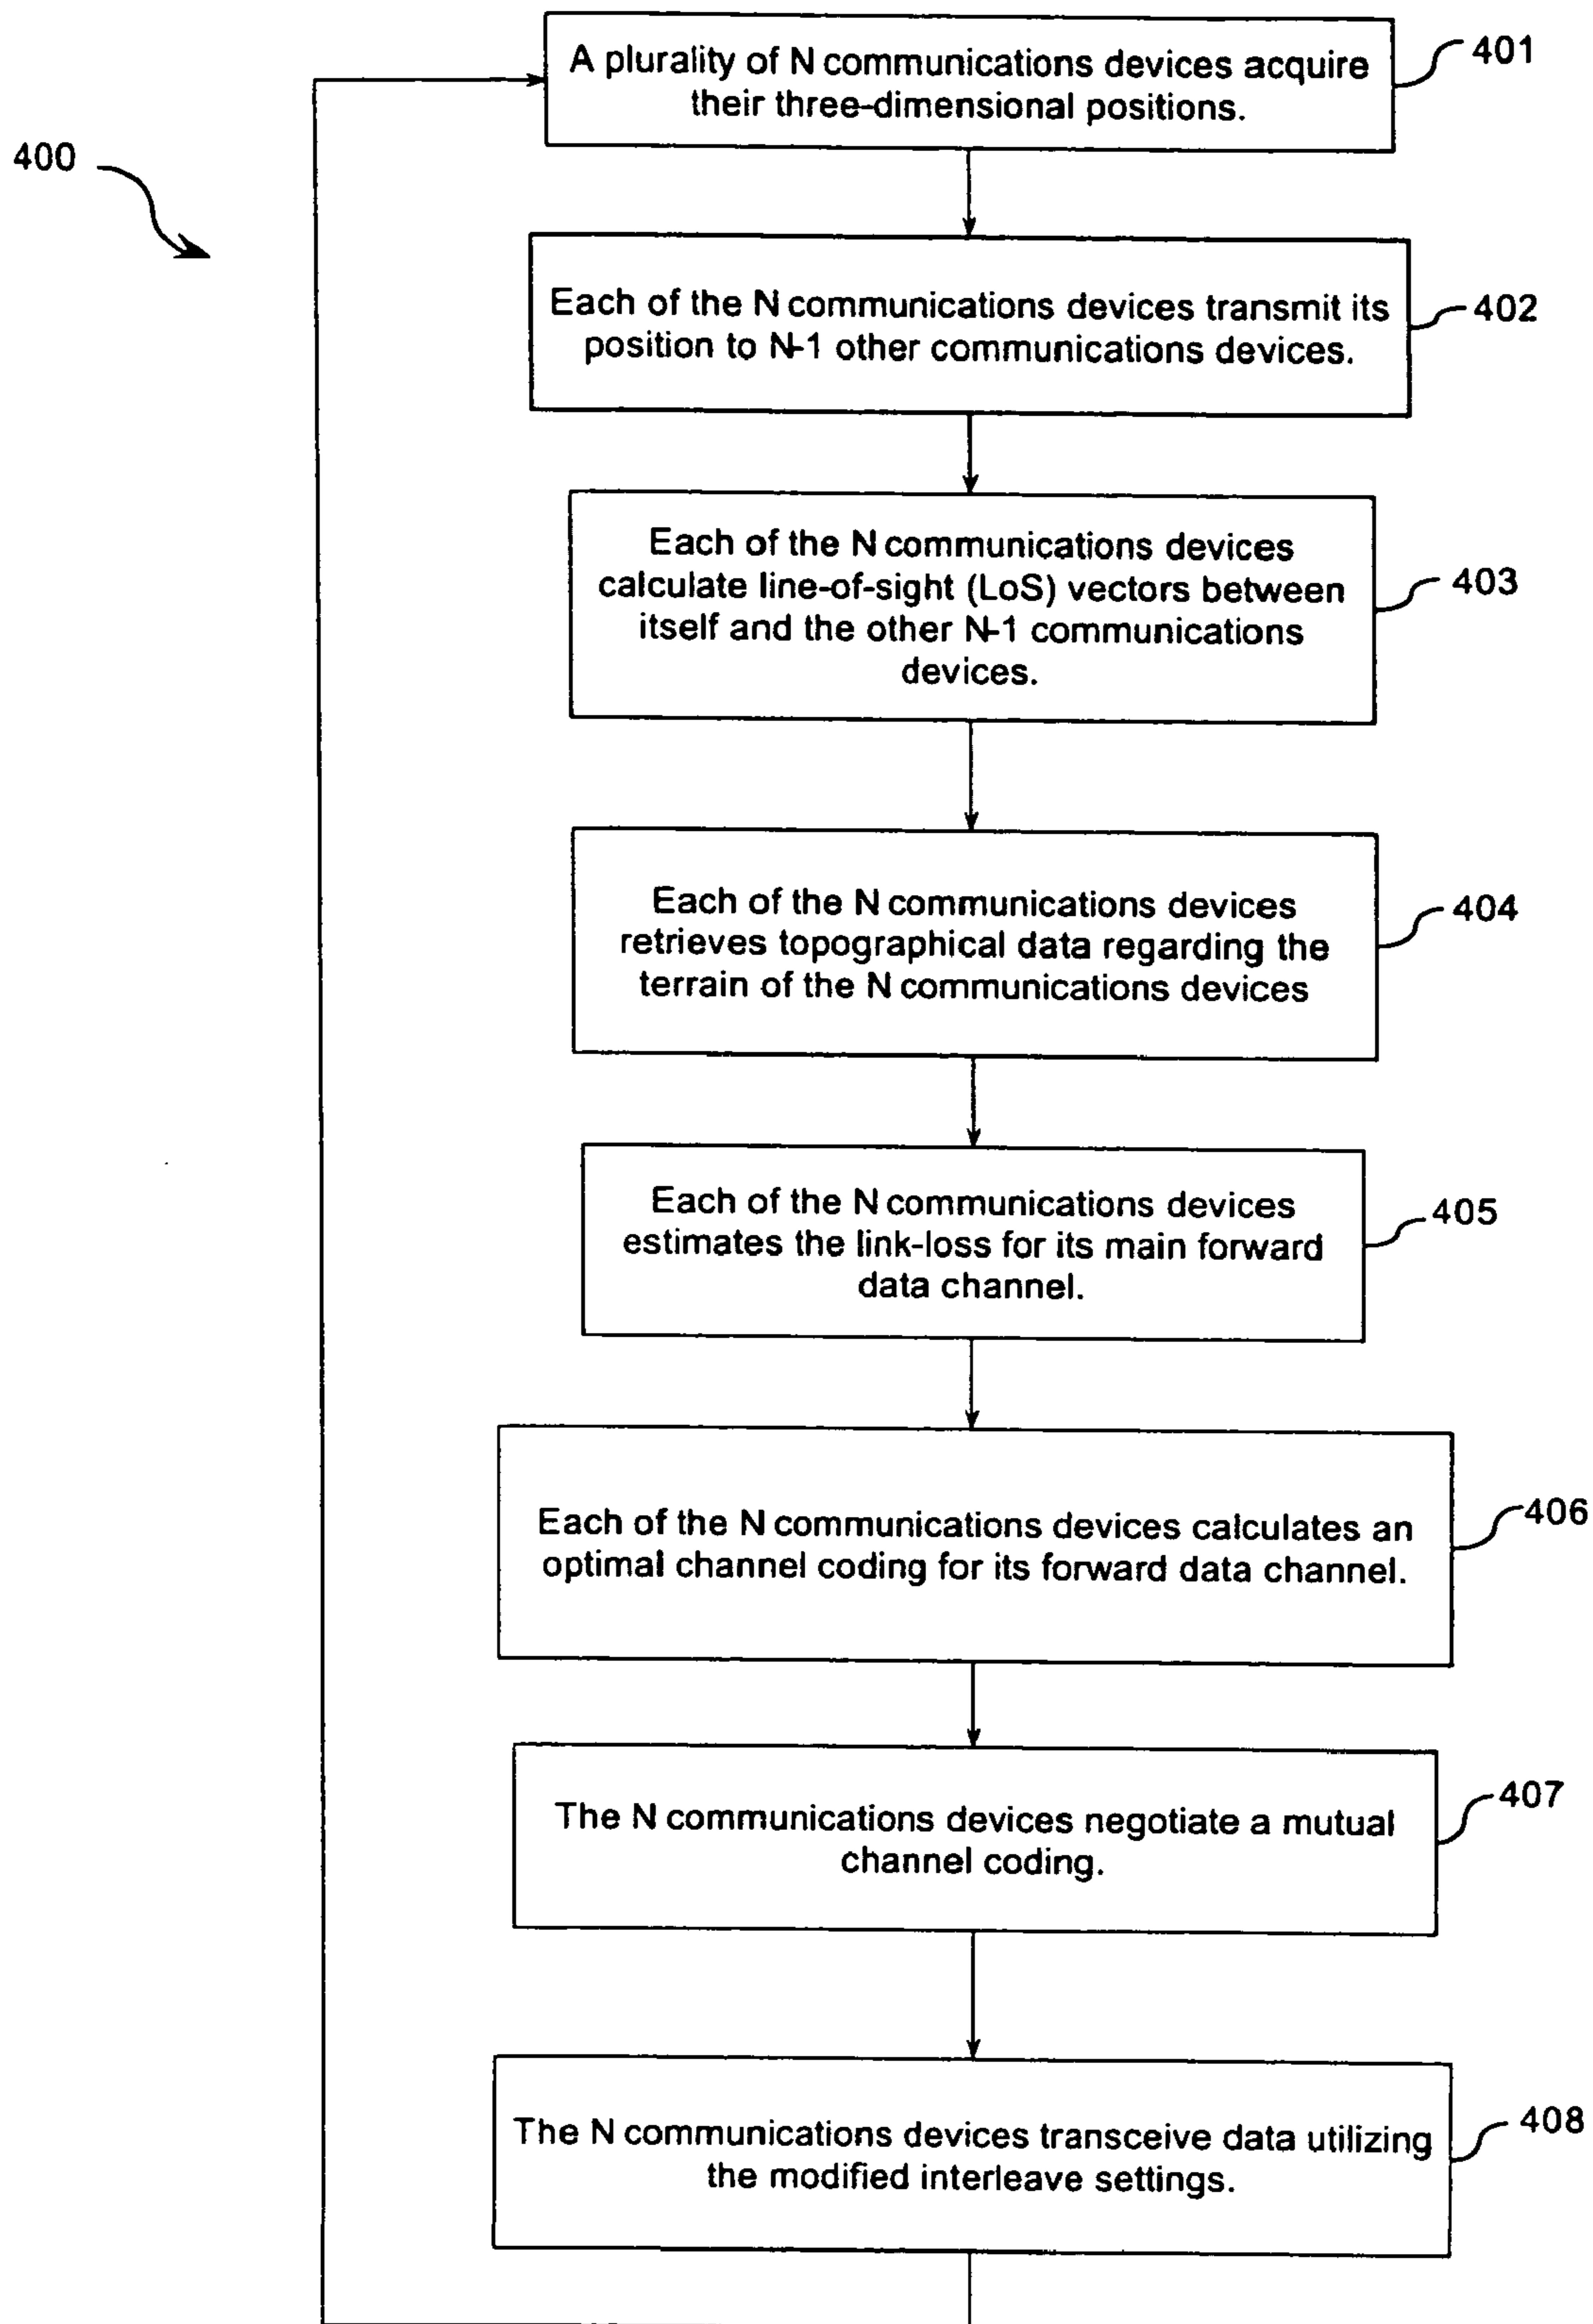 A plurality of N communications devices acquire
their three-dimensional positions.
401
400
Each of the N communications devices transmit its
position to N-1 other communications devices.
402
Each of the N communications devices
calculate line-of-sight (LoS) vectors between
itself and the other N-1 communications
devices.
403
Each of the N communications devices
retrieves topographical data regarding the
terrain of the N communications devices
404
Each of the N communications devices
estimates the link-loss for its main forward
data channel.
405
Each of the N communications devices calculates an
optimal channel coding for its forward data channel.
406
The N communications devices negotiate a mutual
channel coding.
407
The N communications devices transceive data utilizing
the modified interleave settings.
408